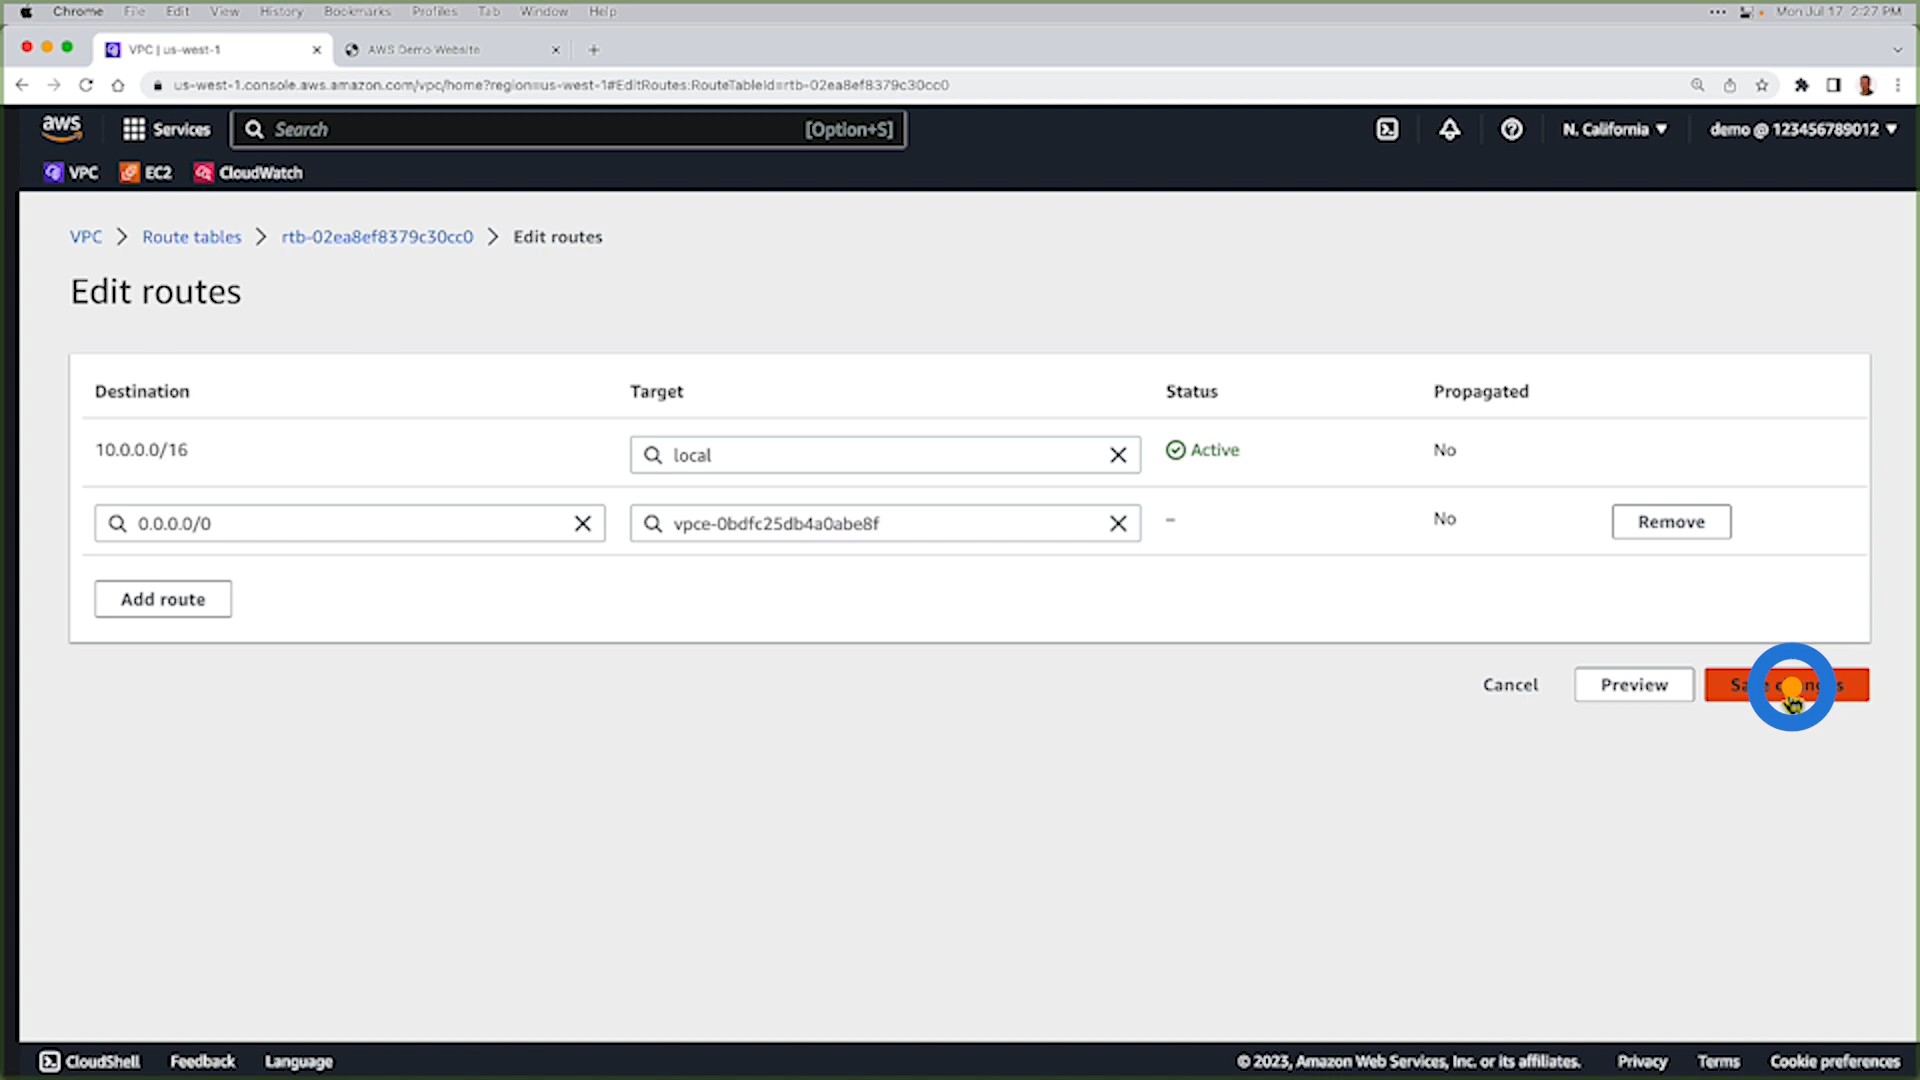 Chrome File Edit View History Bookmarks Profiles Tab Window Help Mon Jul 17 2:27 PM
VPC | us-west-1 AWS Demo Website
us-west-1.console.aws.amazon.com/vpc/home?region=us-west-1#EditRoutes:RouteTableId=rtb-02ea8ef8379c30cc0
aws Services Search [Option+S] N. California demo @ 123456789012
VPC EC2 CloudWatch
VPC Route tables rtb-02ea8ef8379c30cc0 Edit routes
Edit routes
Destination Target Status Propagated
10.0.0.0/16 local Active No
0.0.0.0/0 vpce-0bdfc25db4a0abe8f – No Remove
Add route
Cancel Preview
CloudShell Feedback Language © 2023, Amazon Web Services, Inc. or its affiliates. Privacy Terms Cookie preferences